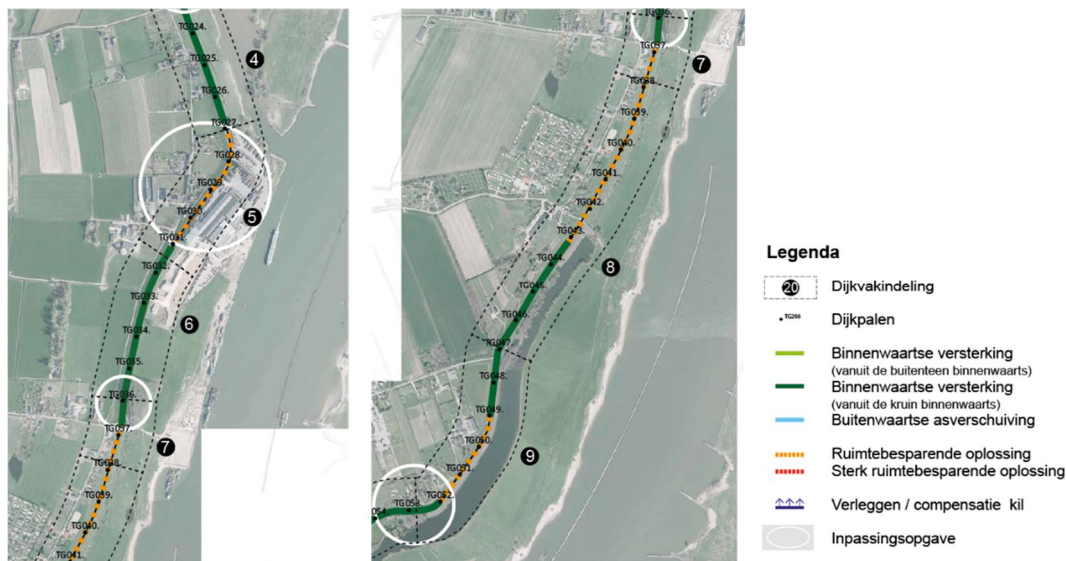 TG024.
4
TG025.
TG026.
TG027.
TG028.
TG029.
TG030.
5
TG031.
TG032.
TG033.
6
TG034.
TG035.
TG036.
TG037.
7
TG038.
TG039.
TG040.
TG041.
TG036.
TG037.
7
TG038.
TG039.
TG040.
TG041.
TG042.
TG043.
TG044.
8
TG045.
TG046.
TG047.
TG048.
TG049.
TG050.
9
TG051.
TG052.
TG053.
Legenda
20 Dijkvakindeling
TG200 Dijkpalen
Binnenwaartse versterking
(vanuit de buitenteen binnenwaarts)
Binnenwaartse versterking
(vanuit de kruin binnenwaarts)
Buitenwaartse asverschuiving
Ruimtebesparende oplossing
Sterk ruimtebesparende oplossing
Verleggen / compensatie kil
Inpassingsopgave